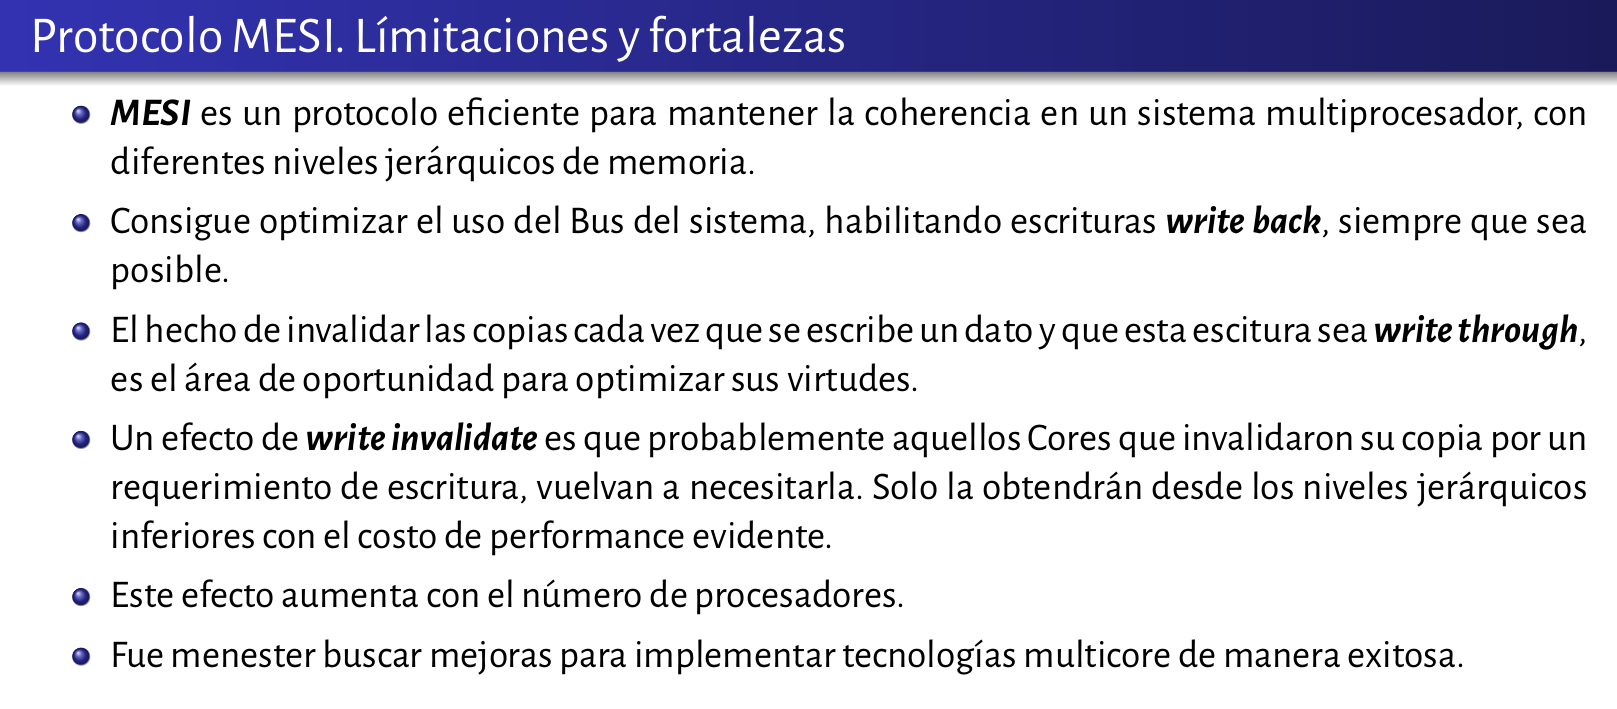 Protocolo MESI. Límitaciones y fortalezas
MESI es un protocolo eficiente para mantener la coherencia en un sistema multiprocesador, con
diferentes niveles jerárquicos de memoria.
Consigue optimizar el uso del Bus del sistema, habilitando escrituras write back, siempre que sea
posible.
El hecho de invalidar las copias cada vez que se escribe un dato y que esta escitura sea write through,
es el área de oportunidad para optimizar sus virtudes.
Un efecto de write invalidate es que probablemente aquellos Cores que invalidaron su copia por un
requerimiento de escritura, vuelvan a necesitarla. Solo la obtendrán desde los niveles jerárquicos
inferiores con el costo de performance evidente.
Este efecto aumenta con el número de procesadores.
Fue menester buscar mejoras para implementar tecnologías multicore de manera exitosa.